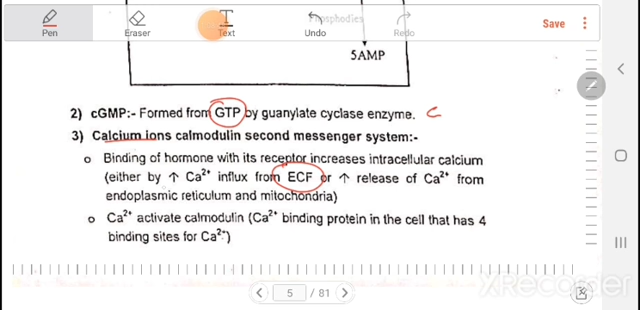 Pen
Eraser
Text
Undo
Redo
Save
5AMP
2) cGMP:- Formed from GTP by guanylate cyclase enzyme.
3) Calcium ions calmodulin second messenger system:-
o Binding of hormone with its receptor increases intracellular calcium
(either by ↑ Ca²⁺ influx from ECF or ↑ release of Ca²⁺ from
endoplasmic reticulum and mitochondria)
o Ca²⁺ activate calmodulin (Ca²⁺ binding protein in the cell that has 4
binding sites for Ca²⁺)
< 5 / 81 >
XRecorder